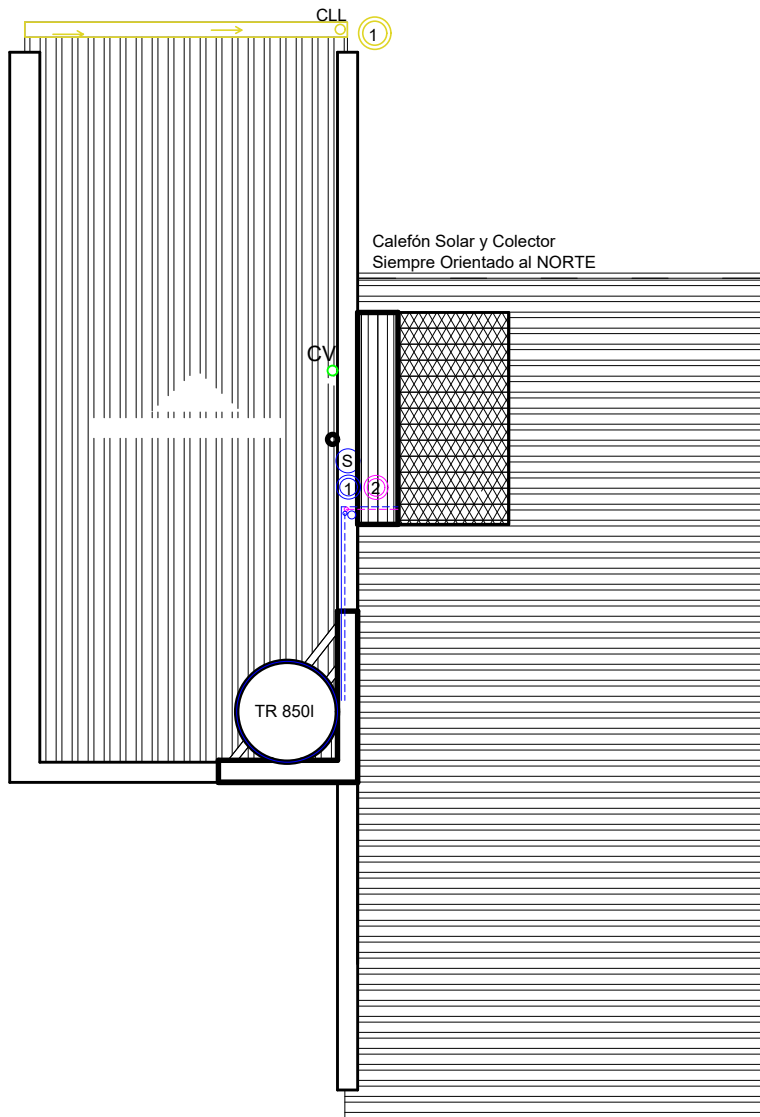 CLL
1
Calefón Solar y Colector
Siempre Orientado al NORTE
CV
S
1 2
TR 850l